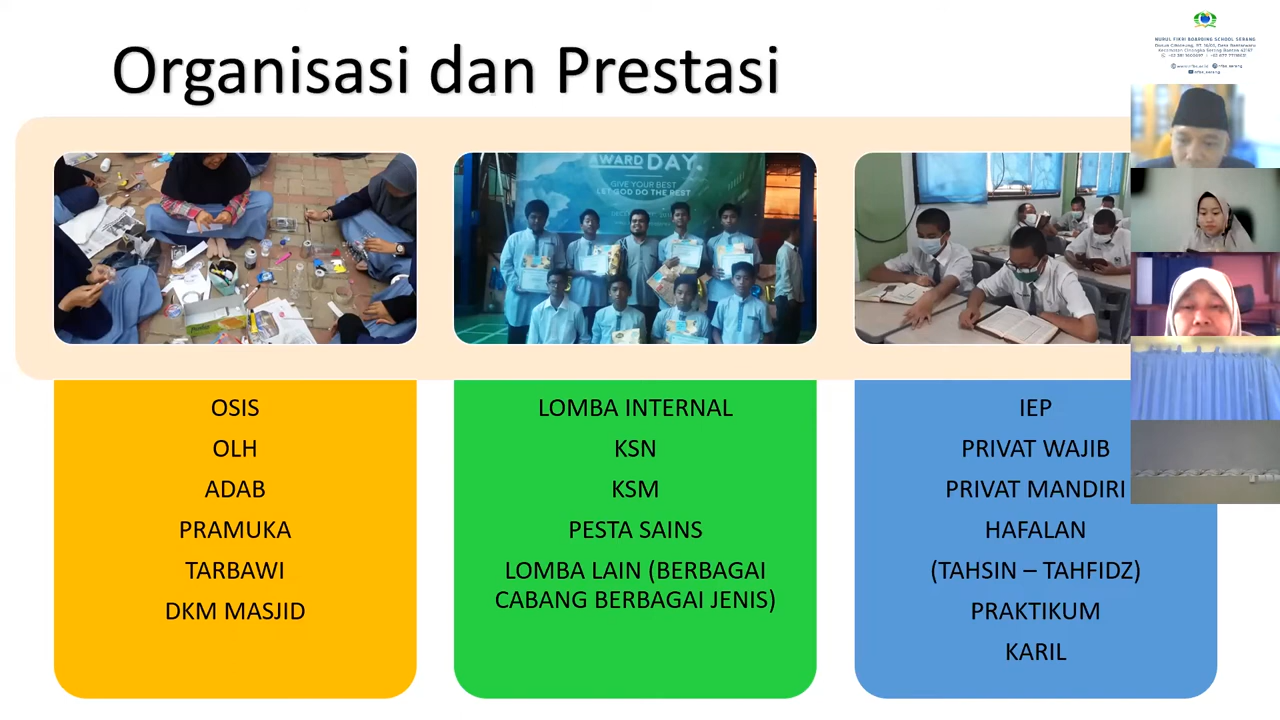 Organisasi dan Prestasi
NURUL FIKRI BOARDING SCHOOL SERANG
AWARD DAY
GIVE YOUR BEST
LET GOD DO THE REST
OSIS
OLH
ADAB
PRAMUKA
TARBAWI
DKM MASJID
LOMBA INTERNAL
KSN
KSM
PESTA SAINS
LOMBA LAIN (BERBAGAI
CABANG BERBAGAI JENIS)
IEP
PRIVAT WAJIB
PRIVAT MANDIRI
HAFALAN
(TAHSIN – TAHFIDZ)
PRAKTIKUM
KARIL